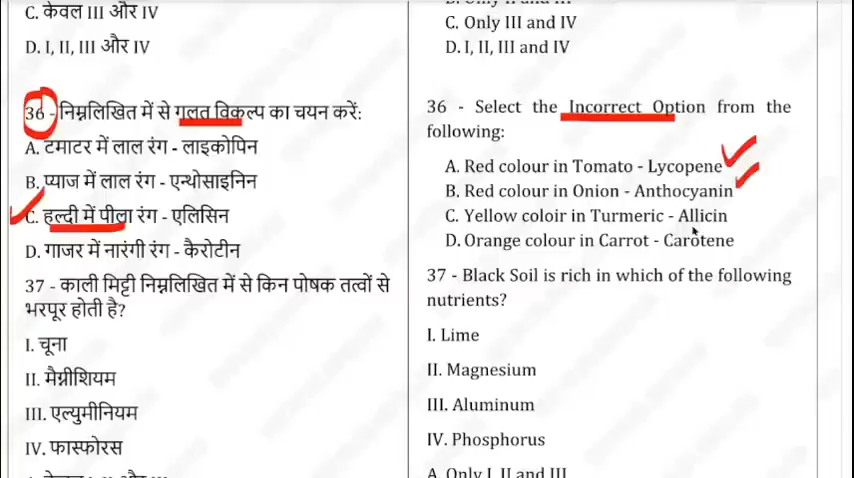 C. केवल III और IV
D. I, II, III और IV
36 - निम्नलिखित में से गलत विकल्प का चयन करें:
A. टमाटर में लाल रंग - लाइकोपिन
B. प्याज में लाल रंग - एन्थोसाइनिन
C. हल्दी में पीला रंग - एलिसिन
D. गाजर में नारंगी रंग - कैरोटीन
37 - काली मिट्टी निम्नलिखित में से किन पोषक तत्वों से
भरपूर होती है?
I. चूना
II. मैग्नीशियम
III. एल्युमीनियम
IV. फास्फोरस
C. Only III and IV
D. I, II, III and IV
36 - Select the Incorrect Option from the
following:
A. Red colour in Tomato - Lycopene
B. Red colour in Onion - Anthocyanin
C. Yellow coloir in Turmeric - Allicin
D. Orange colour in Carrot - Carotene
37 - Black Soil is rich in which of the following
nutrients?
I. Lime
II. Magnesium
III. Aluminum
IV. Phosphorus
A. Only I, II and III